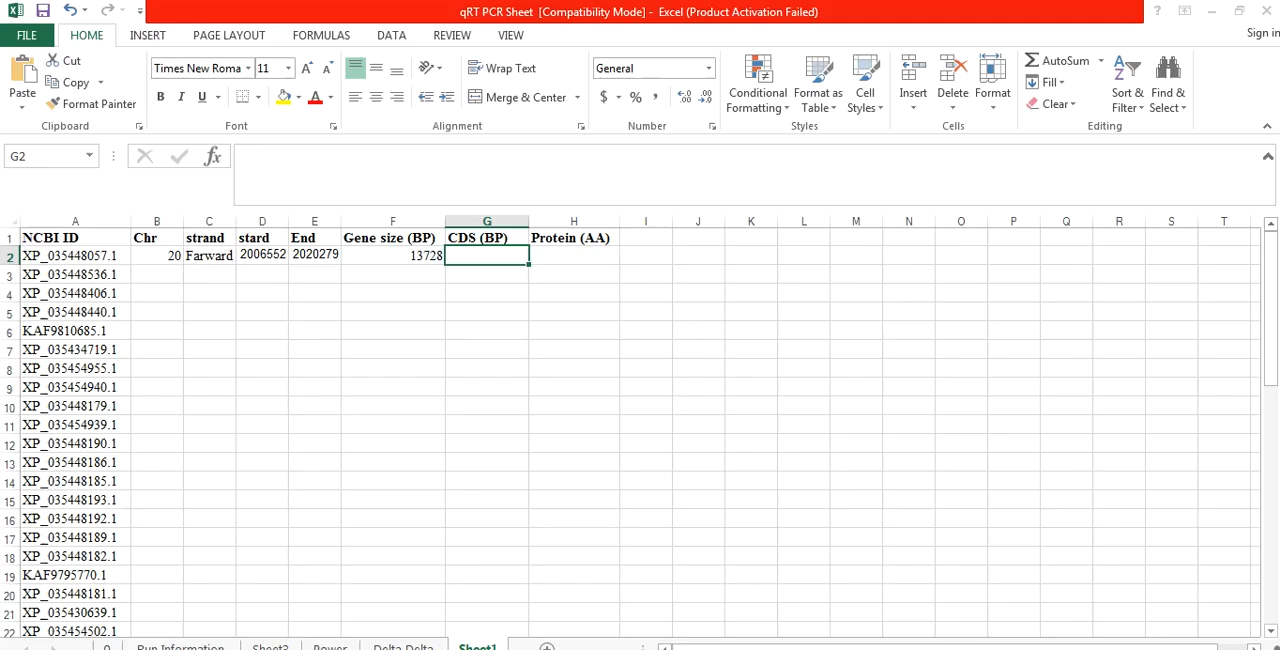 qRT PCR Sheet [Compatibility Mode] - Excel (Product Activation Failed)
?
FILE HOME INSERT PAGE LAYOUT FORMULAS DATA REVIEW VIEW Sign in
Paste
Cut
Copy
Format Painter
Clipboard
Times New Roma 11 A A
B I U A
Font
Wrap Text
Merge & Center
Alignment
General
$ % ,
Number
Conditional Formatting
Format as Table
Cell Styles
Styles
Insert Delete Format
Cells
AutoSum
Fill
Clear
Sort & Filter
Find & Select
Editing
G2 fx
A B C D E F G H I J K L M N O P Q R S T
1 NCBI ID Chr strand stard End Gene size (BP) CDS (BP) Protein (AA)
2 XP_035448057.1 20 Farward 2006552 2020279 13728
3 XP_035448536.1
4 XP_035448406.1
5 XP_035448440.1
6 KAF9810685.1
7 XP_035434719.1
8 XP_035454955.1
9 XP_035454940.1
10 XP_035448179.1
11 XP_035454939.1
12 XP_035448190.1
13 XP_035448186.1
14 XP_035448185.1
15 XP_035448193.1
16 XP_035448192.1
17 XP_035448189.1
18 XP_035448182.1
19 KAF9795770.1
20 XP_035448181.1
21 XP_035430639.1
22 XP_035454502.1
Run Information Sheet3 Power Delta Delta Sheet1